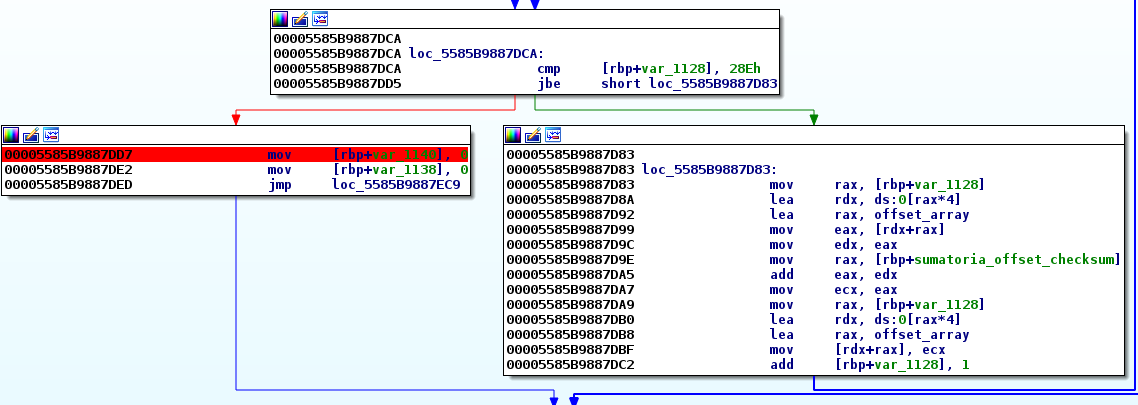 00005585B9887DCA
00005585B9887DCA loc_5585B9887DCA:
00005585B9887DCA cmp [rbp+var_1128], 28Eh
00005585B9887DD5 jbe short loc_5585B9887D83
00005585B9887DD7 mov [rbp+var_1140],
00005585B9887DE2 mov [rbp+var_1138], 0
00005585B9887DED jmp loc_5585B9887EC9
00005585B9887D83
00005585B9887D83 loc_5585B9887D83:
00005585B9887D83 mov rax, [rbp+var_1128]
00005585B9887D8A lea rdx, ds:0[rax*4]
00005585B9887D92 lea rax, offset_array
00005585B9887D99 mov eax, [rdx+rax]
00005585B9887D9C mov edx, eax
00005585B9887D9E mov rax, [rbp+sumatoria_offset_checksum]
00005585B9887DA5 add eax, edx
00005585B9887DA7 mov ecx, eax
00005585B9887DA9 mov rax, [rbp+var_1128]
00005585B9887DB0 lea rdx, ds:0[rax*4]
00005585B9887DB8 lea rax, offset_array
00005585B9887DBF mov [rdx+rax], ecx
00005585B9887DC2 add [rbp+var_1128], 1